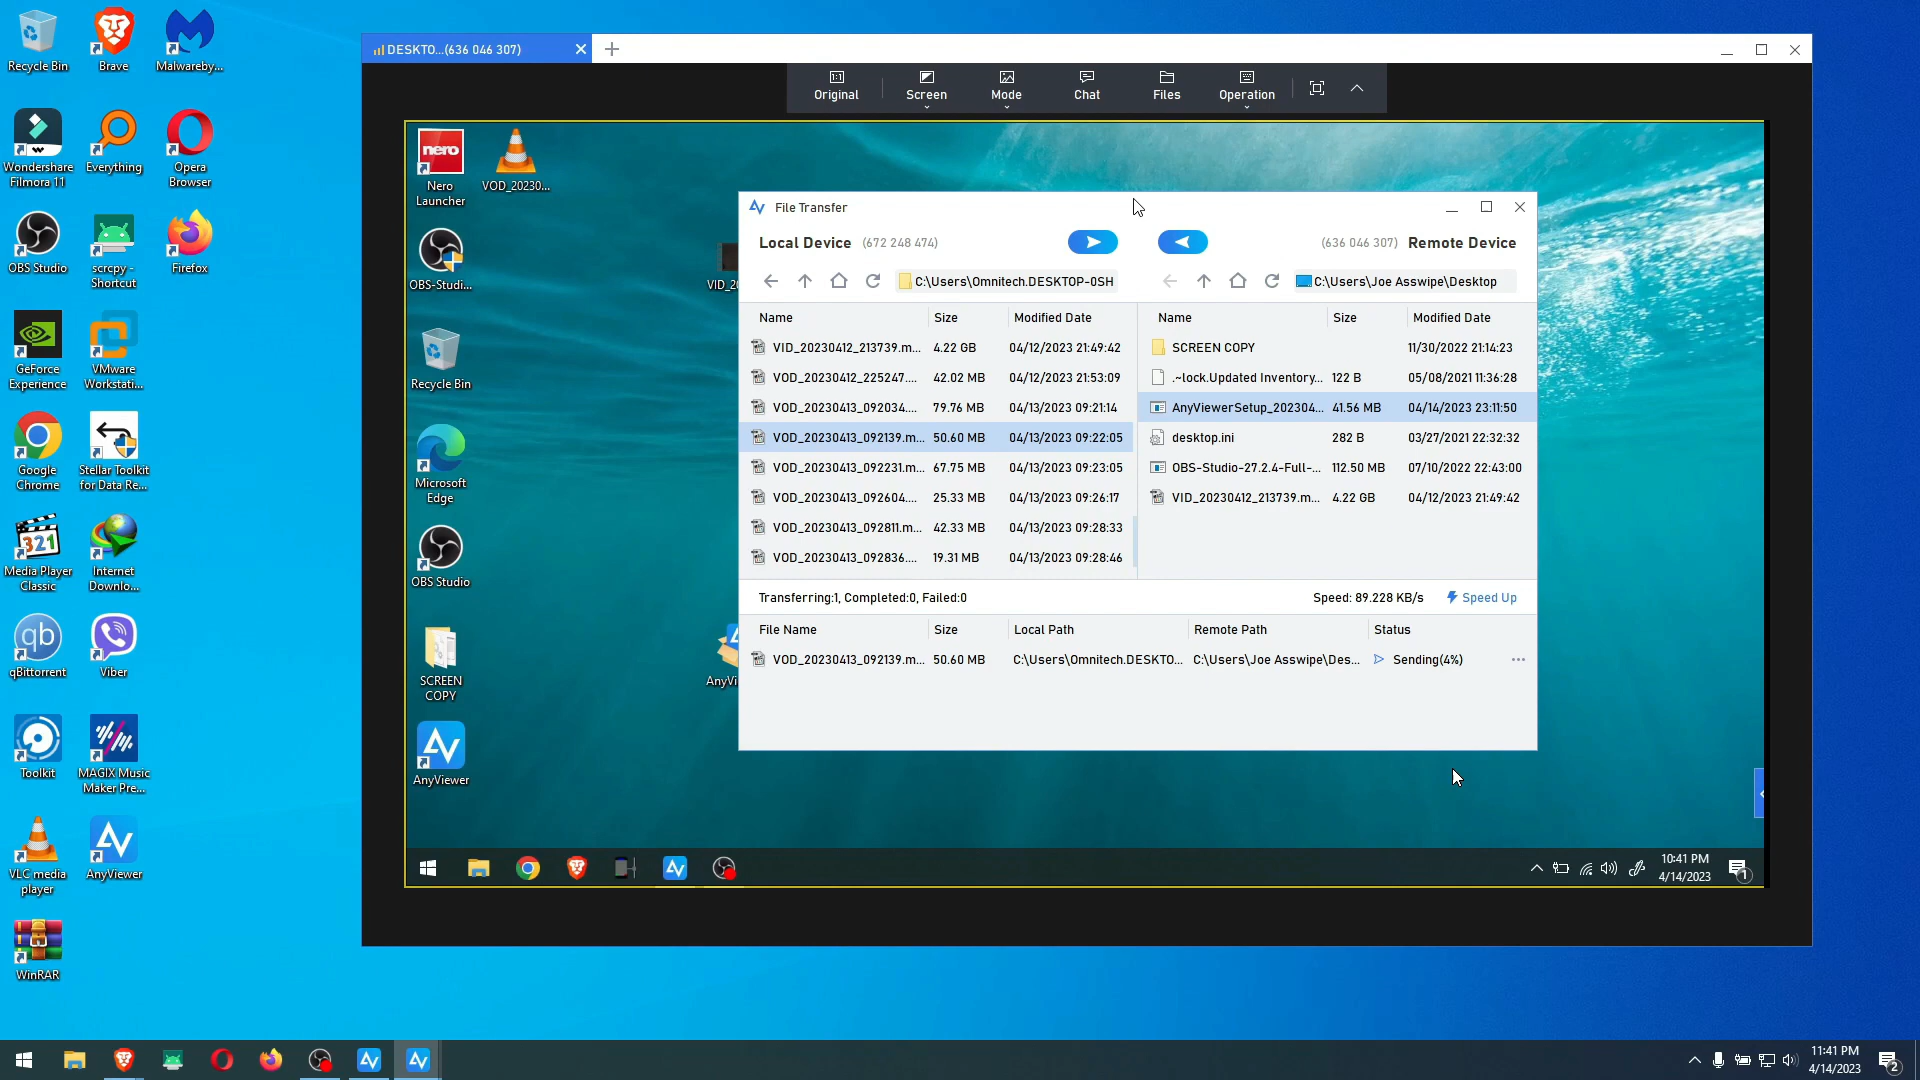 Recycle Bin
Brave
Malwareby...
Wondershare
Filmora 11
Everything
Opera
Browser
OBS Studio
scrcpy -
Shortcut
Firefox
GeForce
Experience
VMware
Workstati...
Google
Chrome
Stellar Toolkit
for Data Re...
Media Player
Classic
Internet
Downlo...
qBittorrent
Viber
Toolkit
MAGIX Music
Maker Pre...
VLC media
player
AnyViewer
WinRAR
DESKTO...(636 046 307)
Original
Screen
Mode
Chat
Files
Operation
nero
Nero
Launcher
VOD_20230...
OBS-Studi...
Recycle Bin
Microsoft
Edge
OBS Studio
SCREEN
COPY
AnyViewer
VID_20
AnyVi
File Transfer
Local Device (672 248 474)
(636 046 307) Remote Device
C:\Users\Omnitech.DESKTOP-0SH
C:\Users\Joe Asswipe\Desktop
Name Size Modified Date
VID_20230412_213739.m... 4.22 GB 04/12/2023 21:49:42
VOD_20230412_225247.... 42.02 MB 04/12/2023 21:53:09
VOD_20230413_092034.... 79.76 MB 04/13/2023 09:21:14
VOD_20230413_092139.m... 50.60 MB 04/13/2023 09:22:05
VOD_20230413_092231.m... 67.75 MB 04/13/2023 09:23:05
VOD_20230413_092604.... 25.33 MB 04/13/2023 09:26:17
VOD_20230413_092811.m... 42.33 MB 04/13/2023 09:28:33
VOD_20230413_092836.... 19.31 MB 04/13/2023 09:28:46
Name Size Modified Date
SCREEN COPY 11/30/2022 21:14:23
.~lock.Updated Inventory... 122 B 05/08/2021 11:36:28
AnyViewerSetup_202304... 41.56 MB 04/14/2023 23:11:50
desktop.ini 282 B 03/27/2021 22:32:32
OBS-Studio-27.2.4-Full-... 112.50 MB 07/10/2022 22:43:00
VID_20230412_213739.m... 4.22 GB 04/12/2023 21:49:42
Transferring:1, Completed:0, Failed:0
Speed: 89.228 KB/s Speed Up
File Name Size Local Path Remote Path Status
VOD_20230413_092139.m... 50.60 MB C:\Users\Omnitech.DESKTO... C:\Users\Joe Asswipe\Des... Sending(4%) ...
10:41 PM
4/14/2023
1
11:41 PM
4/14/2023
2